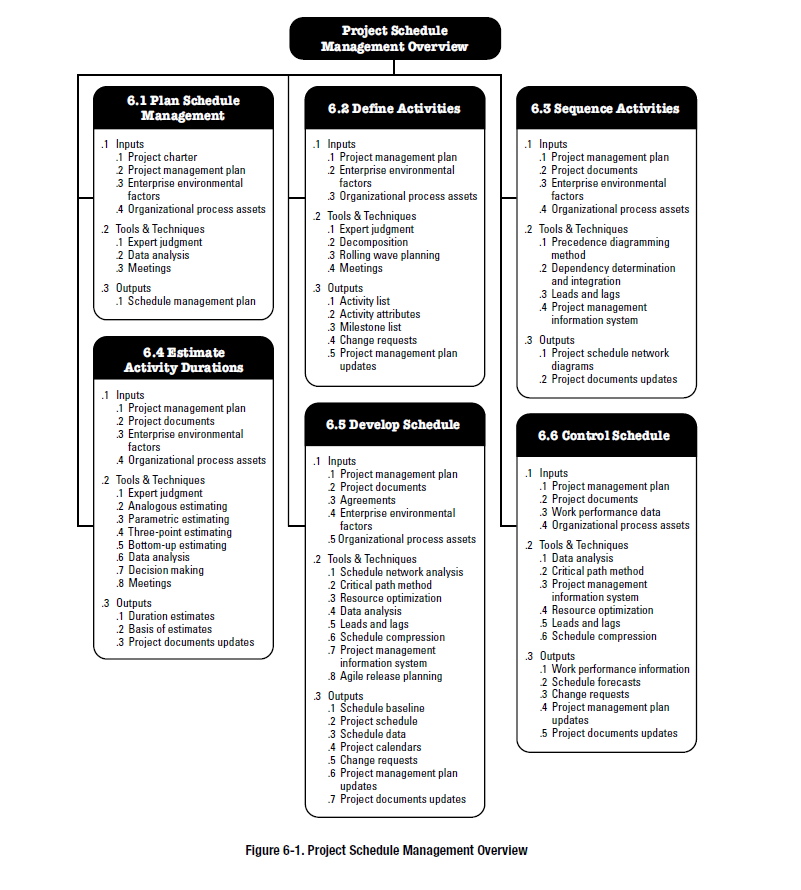 Project Schedule
Management Overview
6.1 Plan Schedule
Management
.1 Inputs
.1 Project charter
.2 Project management plan
.3 Enterprise environmental
factors
.4 Organizational process assets
.2 Tools & Techniques
.1 Expert judgment
.2 Data analysis
.3 Meetings
.3 Outputs
.1 Schedule management plan
6.2 Define Activities
.1 Inputs
.1 Project management plan
.2 Enterprise environmental
factors
.3 Organizational process assets
.2 Tools & Techniques
.1 Expert judgment
.2 Decomposition
.3 Rolling wave planning
.4 Meetings
.3 Outputs
.1 Activity list
.2 Activity attributes
.3 Milestone list
.4 Change requests
.5 Project management plan
updates
6.3 Sequence Activities
.1 Inputs
.1 Project management plan
.2 Project documents
.3 Enterprise environmental
factors
.4 Organizational process assets
.2 Tools & Techniques
.1 Precedence diagramming
method
.2 Dependency determination
and integration
.3 Leads and lags
.4 Project management
information system
.3 Outputs
.1 Project schedule network
diagrams
.2 Project documents updates
6.4 Estimate
Activity Durations
.1 Inputs
.1 Project management plan
.2 Project documents
.3 Enterprise environmental
factors
.4 Organizational process assets
.2 Tools & Techniques
.1 Expert judgment
.2 Analogous estimating
.3 Parametric estimating
.4 Three-point estimating
.5 Bottom-up estimating
.6 Data analysis
.7 Decision making
.8 Meetings
.3 Outputs
.1 Duration estimates
.2 Basis of estimates
.3 Project documents updates
6.5 Develop Schedule
.1 Inputs
.1 Project management plan
.2 Project documents
.3 Agreements
.4 Enterprise environmental
factors
.5 Organizational process assets
.2 Tools & Techniques
.1 Schedule network analysis
.2 Critical path method
.3 Resource optimization
.4 Data analysis
.5 Leads and lags
.6 Schedule compression
.7 Project management
information system
.8 Agile release planning
.3 Outputs
.1 Schedule baseline
.2 Project schedule
.3 Schedule data
.4 Project calendars
.5 Change requests
.6 Project management plan
updates
.7 Project documents updates
6.6 Control Schedule
.1 Inputs
.1 Project management plan
.2 Project documents
.3 Work performance data
.4 Organizational process assets
.2 Tools & Techniques
.1 Data analysis
.2 Critical path method
.3 Project management
information system
.4 Resource optimization
.5 Leads and lags
.6 Schedule compression
.3 Outputs
.1 Work performance information
.2 Schedule forecasts
.3 Change requests
.4 Project management plan
updates
.5 Project documents updates
Figure 6-1. Project Schedule Management Overview